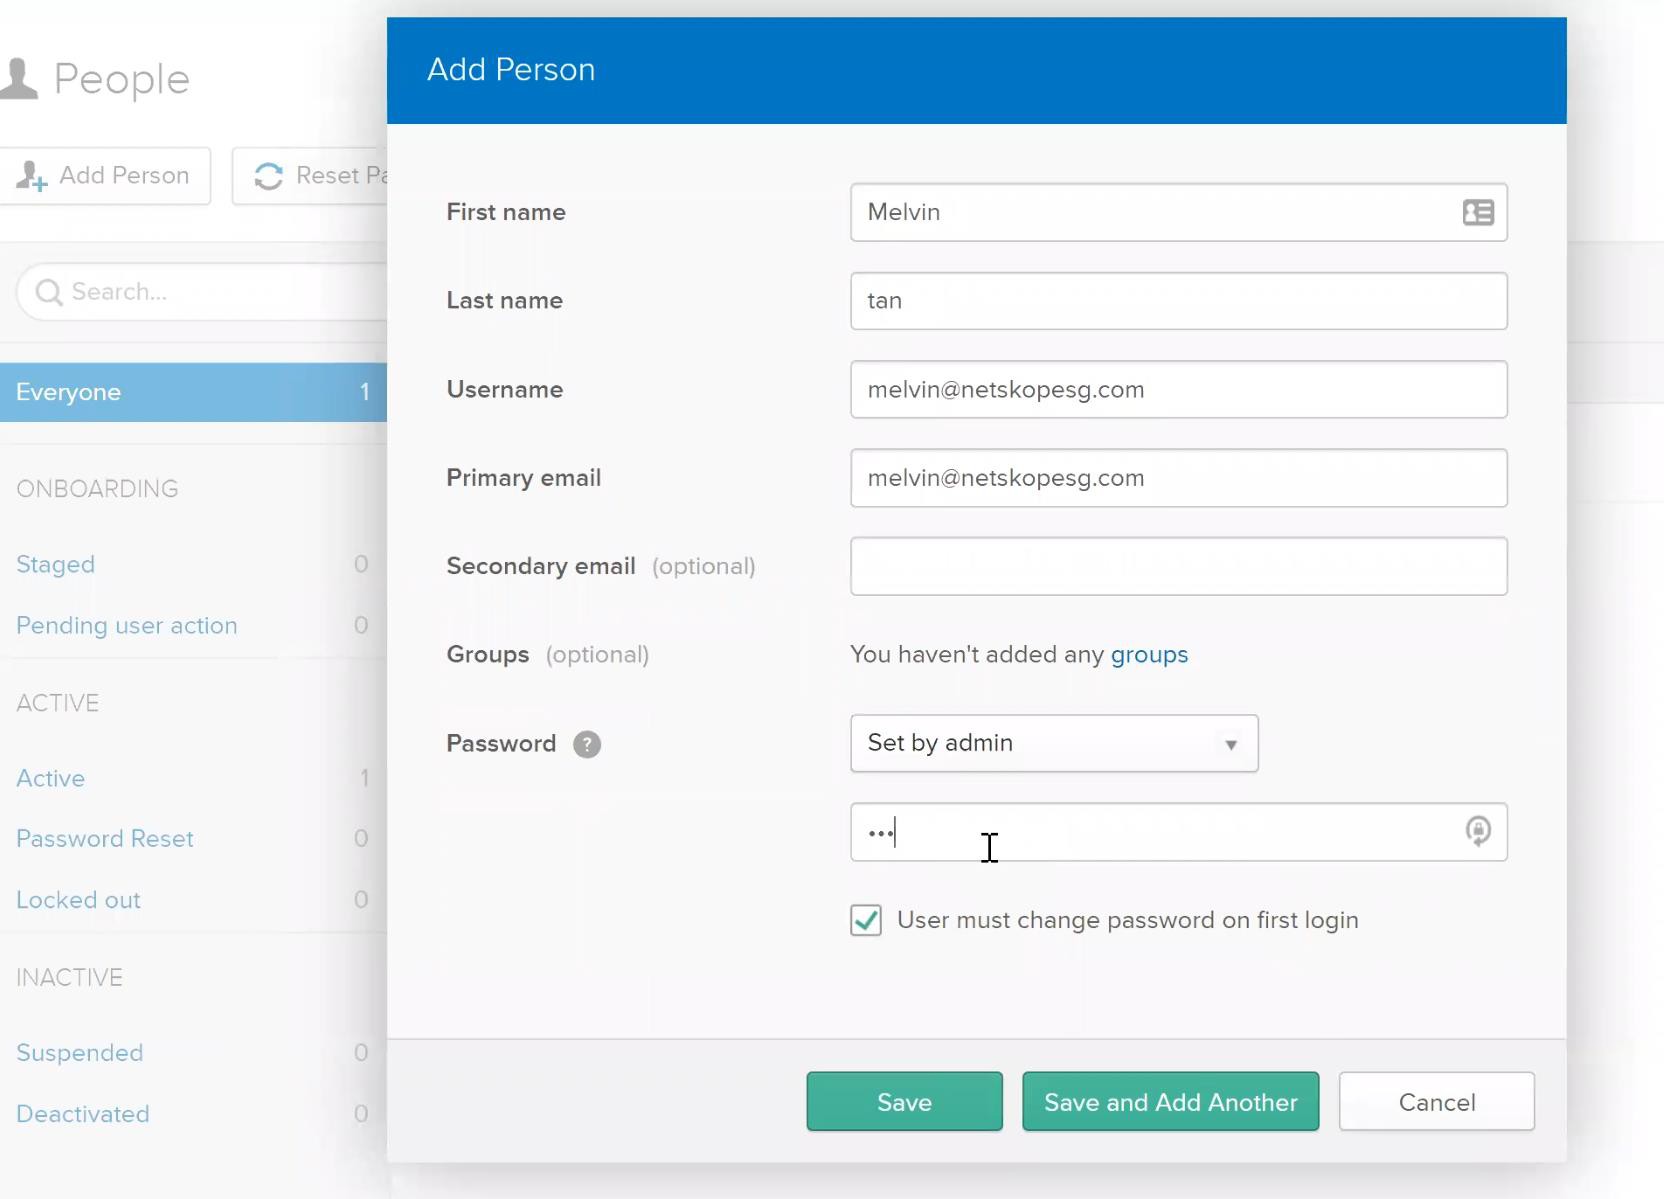 People
Add Person
Reset Pa
Search...
Everyone 1
ONBOARDING
Staged 0
Pending user action 0
ACTIVE
Active 1
Password Reset 0
Locked out 0
INACTIVE
Suspended 0
Deactivated 0
Add Person
First name Melvin
Last name tan
Username melvin@netskopesg.com
Primary email melvin@netskopesg.com
Secondary email (optional)
Groups (optional) You haven't added any groups
Password ? Set by admin
•••
User must change password on first login
Save Save and Add Another Cancel